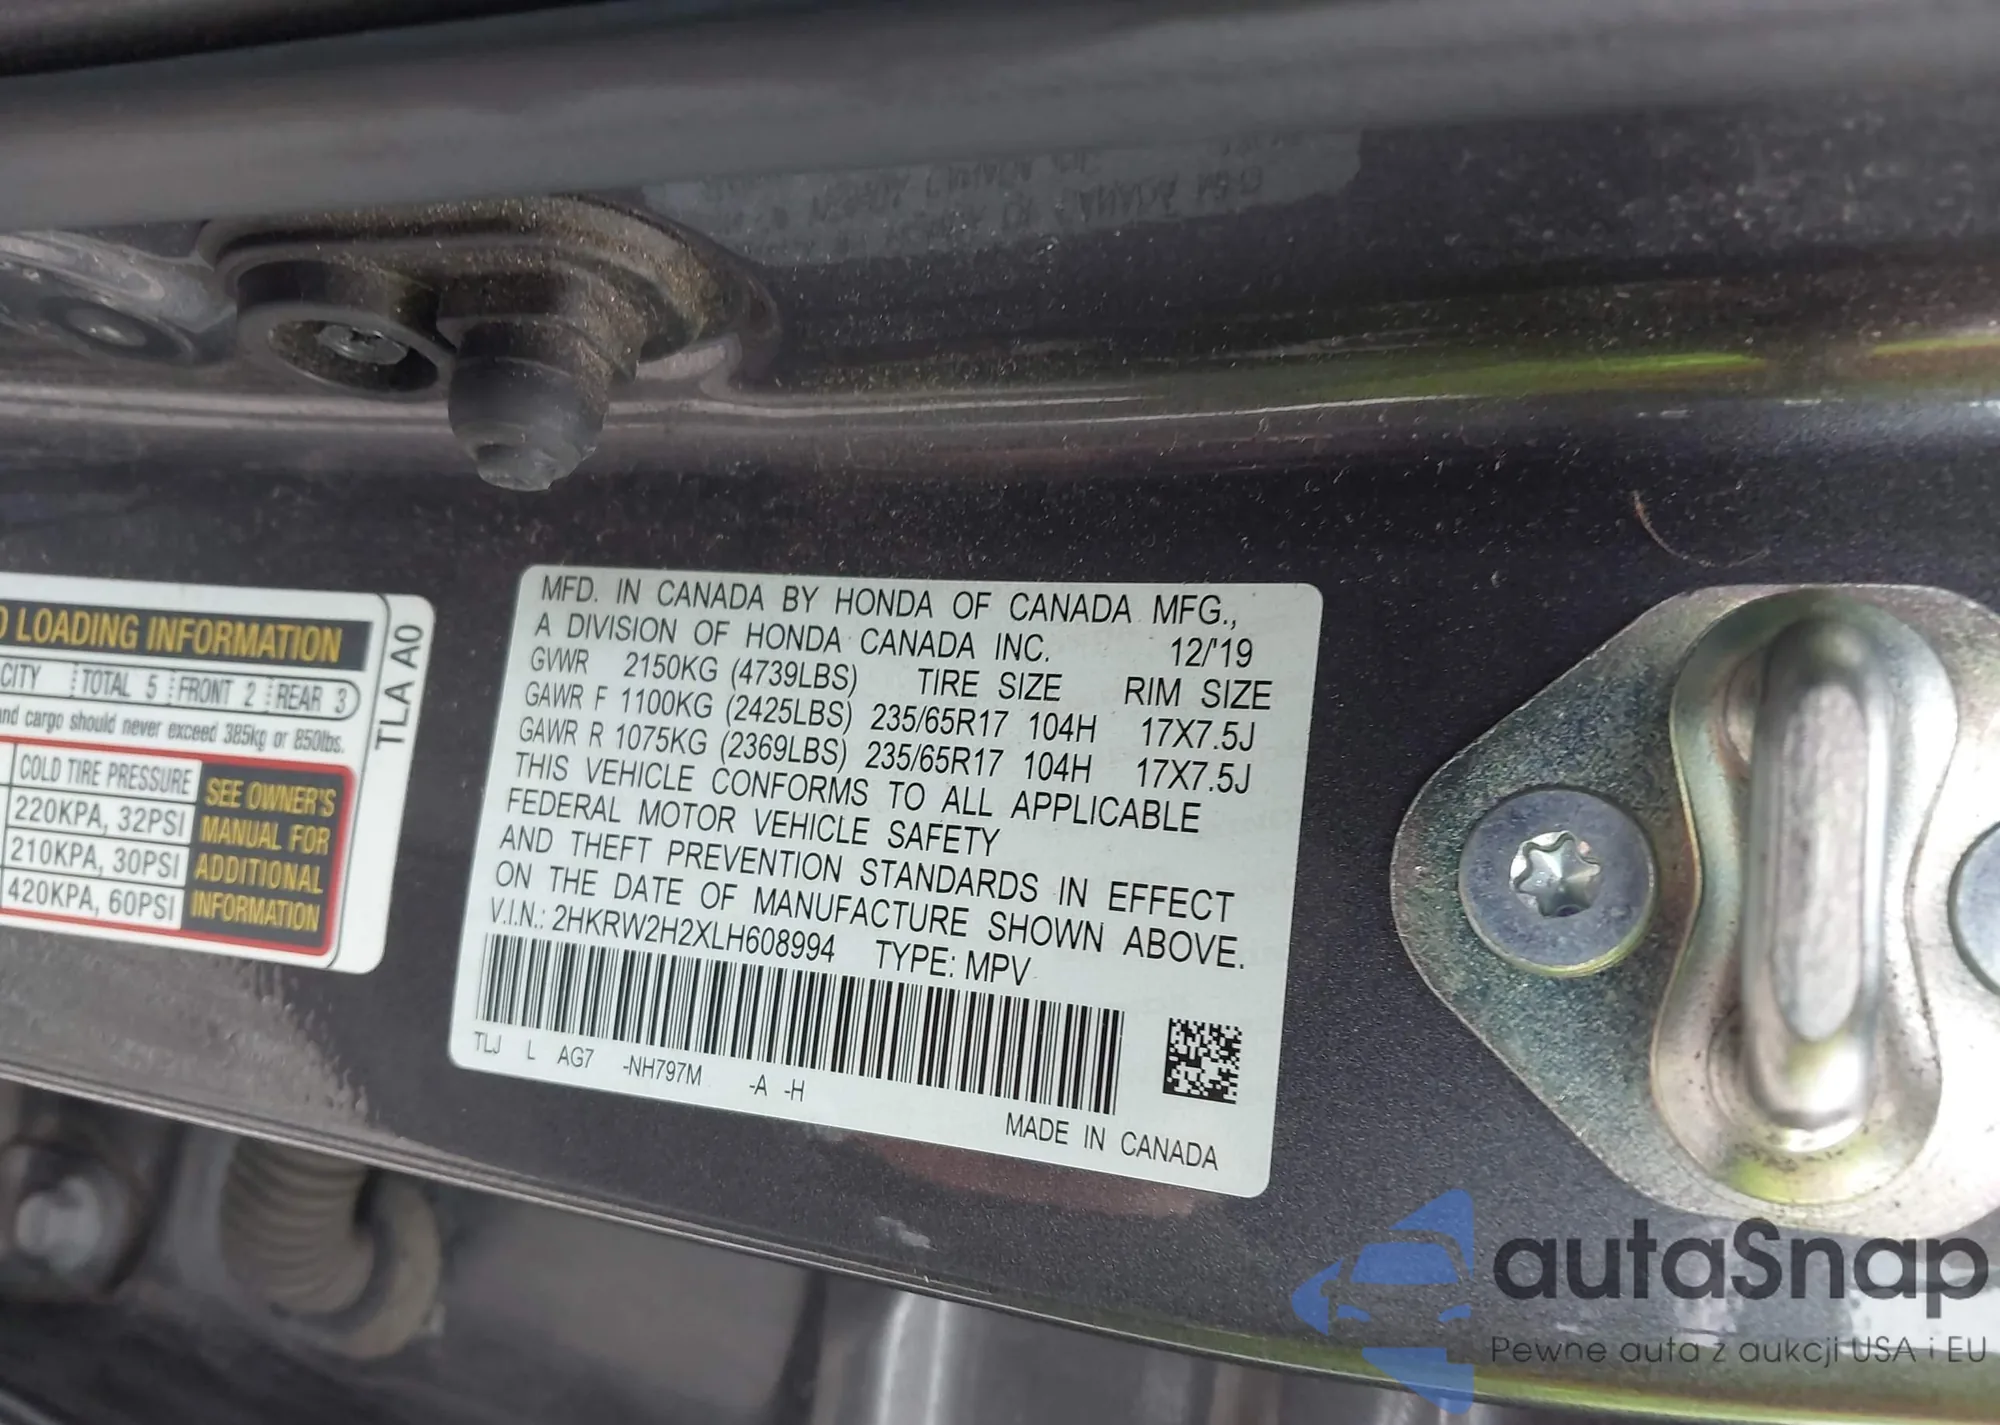 D LOADING INFORMATION
CITY TOTAL 5 FRONT 2 REAR 3
and cargo should never exceed 385kg or 850lbs.
COLD TIRE PRESSURE
220KPA, 32PSI
210KPA, 30PSI
420KPA, 60PSI
SEE OWNER'S
MANUAL FOR
ADDITIONAL
INFORMATION
TLA A0
MFD. IN CANADA BY HONDA OF CANADA MFG.,
A DIVISION OF HONDA CANADA INC. 12/'19
GVWR 2150KG (4739LBS) TIRE SIZE RIM SIZE
GAWR F 1100KG (2425LBS) 235/65R17 104H 17X7.5J
GAWR R 1075KG (2369LBS) 235/65R17 104H 17X7.5J
THIS VEHICLE CONFORMS TO ALL APPLICABLE
FEDERAL MOTOR VEHICLE SAFETY
AND THEFT PREVENTION STANDARDS IN EFFECT
ON THE DATE OF MANUFACTURE SHOWN ABOVE.
V.I.N.: 2HKRW2H2XLH608994 TYPE: MPV
TLJ L AG7 -NH797M -A -H
MADE IN CANADA
autaSnap
Pewne auta z aukcji USA i EU